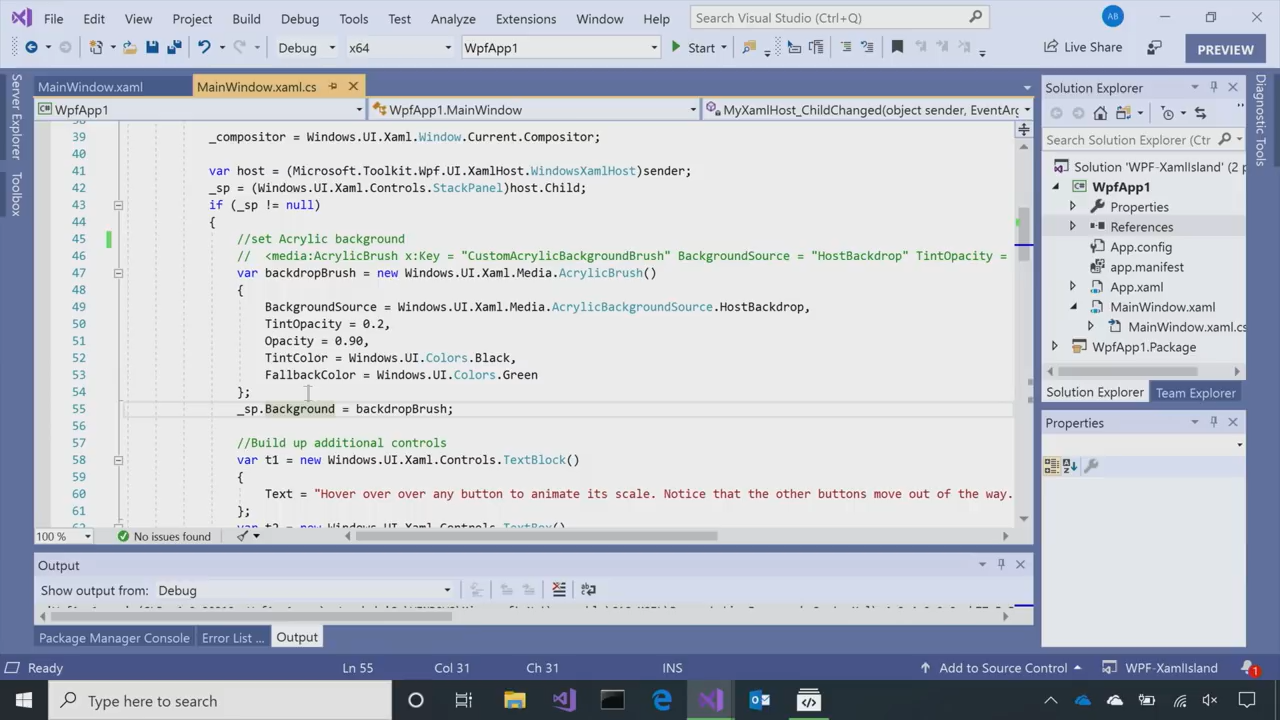 File Edit View Project Build Debug Tools Test Analyze Extensions Window Help Search Visual Studio (Ctrl+Q) AB
Debug x64 WpfApp1 Start Live Share PREVIEW
Server Explorer
Toolbox
MainWindow.xaml MainWindow.xaml.cs
WpfApp1 WpfApp1.MainWindow MyXamlHost_ChildChanged(object sender, EventArg
39 _compositor = Windows.UI.Xaml.Window.Current.Compositor;
40
41 var host = (Microsoft.Toolkit.Wpf.UI.XamlHost.WindowsXamlHost)sender;
42 _sp = (Windows.UI.Xaml.Controls.StackPanel)host.Child;
43 if (_sp != null)
44 {
45 //set Acrylic background
46 // <media:AcrylicBrush x:Key = "CustomAcrylicBackgroundBrush" BackgroundSource = "HostBackdrop" TintOpacity =
47 var backdropBrush = new Windows.UI.Xaml.Media.AcrylicBrush()
48 {
49 BackgroundSource = Windows.UI.Xaml.Media.AcrylicBackgroundSource.HostBackdrop,
50 TintOpacity = 0.2,
51 Opacity = 0.90,
52 TintColor = Windows.UI.Colors.Black,
53 FallbackColor = Windows.UI.Colors.Green
54 };
55 _sp.Background = backdropBrush;
56
57 //Build up additional controls
58 var t1 = new Windows.UI.Xaml.Controls.TextBlock()
59 {
60 Text = "Hover over over any button to animate its scale. Notice that the other buttons move out of the way.
61 };
62 var t2 = new Windows.UI.Xaml.Controls.TextBox()
100 % No issues found
Output
Show output from: Debug
Package Manager Console Error List ... Output
Solution Explorer
Search Solution Explorer (Ctr
Solution 'WPF-XamlIsland' (2 p
WpfApp1
Properties
References
App.config
app.manifest
App.xaml
MainWindow.xaml
MainWindow.xaml.cs
WpfApp1.Package
Solution Explorer Team Explorer
Properties
Diagnostic Tools
Ready Ln 55 Col 31 Ch 31 INS Add to Source Control WPF-XamlIsland 1
Type here to search